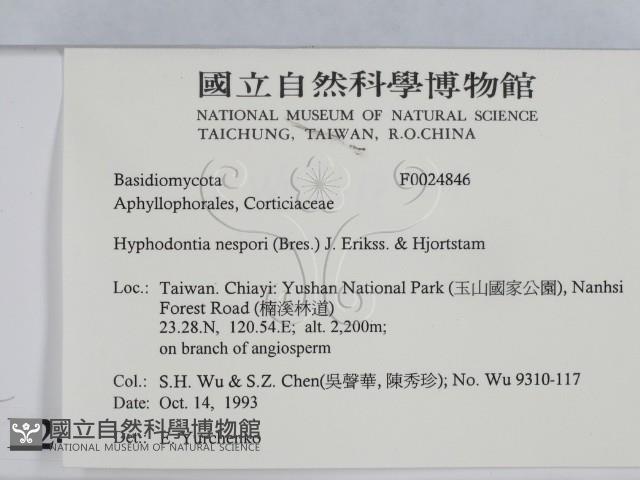 國立自然科學博物館
NATIONAL MUSEUM OF NATURAL SCIENCE
TAICHUNG, TAIWAN, R.O.CHINA
Basidiomycota F0024846
Aphyllophorales, Corticiaceae
Hyphodontia nespori (Bres.) J. Erikss. & Hjortstam
Loc.: Taiwan. Chiayi: Yushan National Park (玉山國家公園), Nanhsi
Forest Road (楠溪林道)
23.28.N, 120.54.E; alt. 2,200m;
on branch of angiosperm
Col.: S.H. Wu & S.Z. Chen(吳聲華, 陳秀珍); No. Wu 9310-117
Date: Oct. 14, 1993
Det.: E. Yurchenko
國立自然科學博物館
NATIONAL MUSEUM OF NATURAL SCIENCE